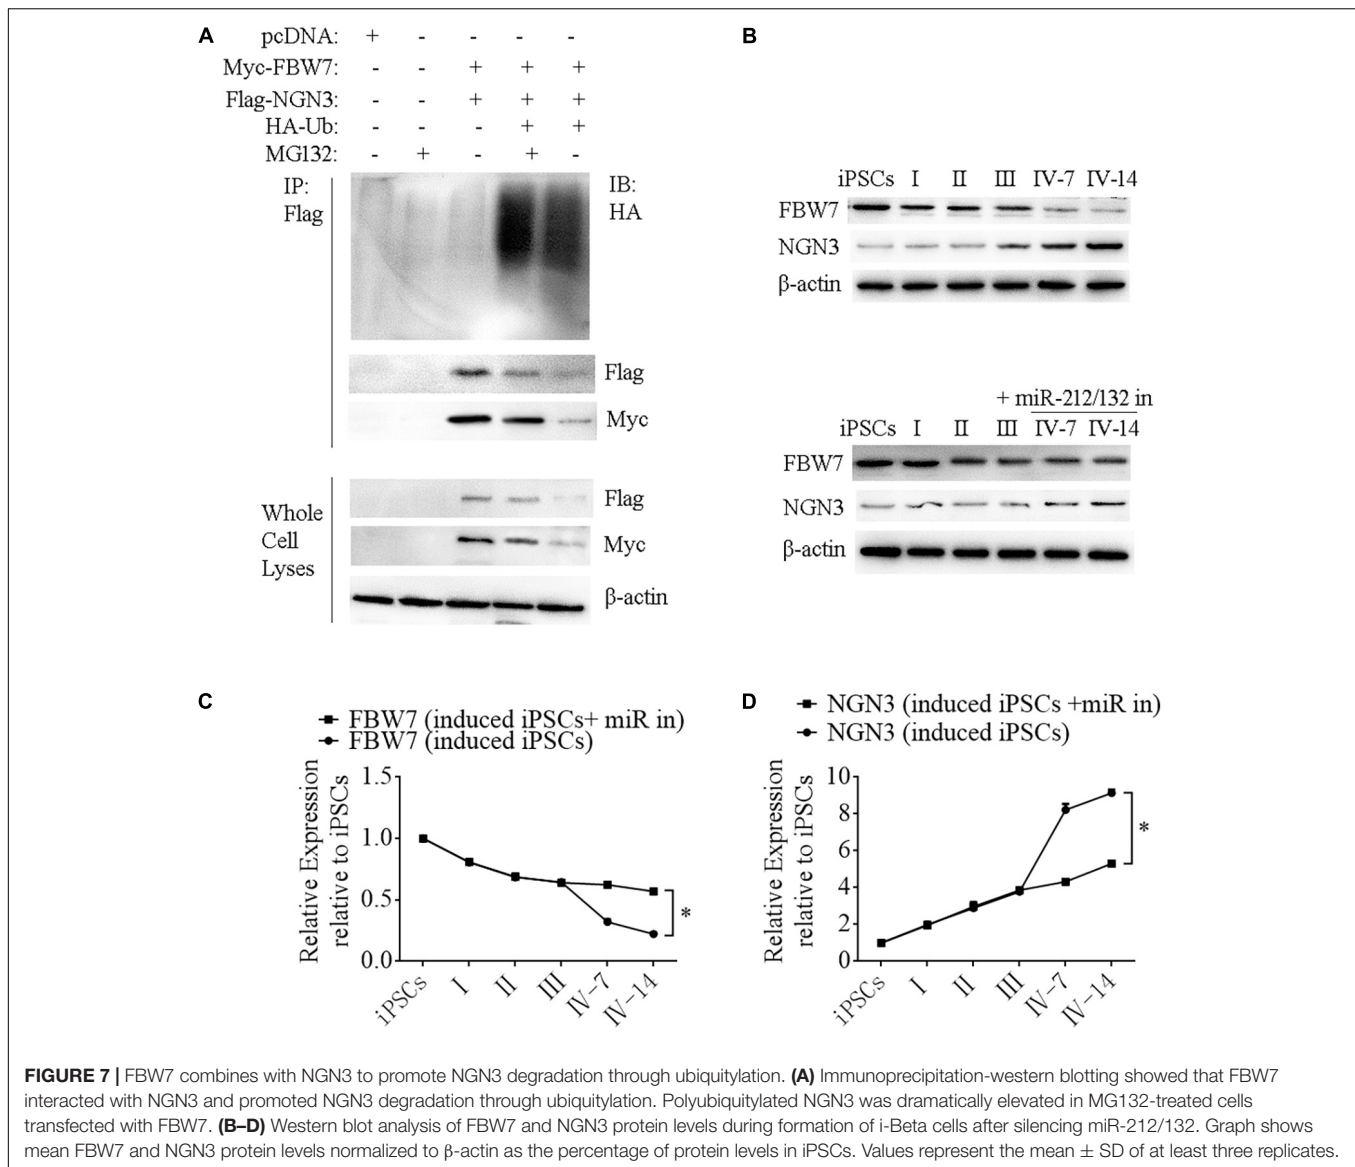 A
pcDNA: + - - - -
Myc-FBW7: - - + + +
Flag-NGN3: - - + + +
HA-Ub: - - - + +
MG132: - + - + -
IP:
Flag
IB:
HA
Flag
Myc
Whole
Cell
Lyses
Flag
Myc
β-actin
B
iPSCs I II III IV-7 IV-14
FBW7
NGN3
β-actin
+ miR-212/132 in
iPSCs I II III IV-7 IV-14
FBW7
NGN3
β-actin
C
FBW7 (induced iPSCs+ miR in)
FBW7 (induced iPSCs)
Relative Expression
relative to iPSCs
1.5
1.0
0.5
0.0
*
iPSCs I II III IV-7 IV-14
D
NGN3 (induced iPSCs +miR in)
NGN3 (induced iPSCs)
Relative Expression
relative to iPSCs
10
8
6
4
2
0
*
iPSCs I II III IV-7 IV-14
FIGURE 7 | FBW7 combines with NGN3 to promote NGN3 degradation through ubiquitylation. (A) Immunoprecipitation-western blotting showed that FBW7
interacted with NGN3 and promoted NGN3 degradation through ubiquitylation. Polyubiquitylated NGN3 was dramatically elevated in MG132-treated cells
transfected with FBW7. (B–D) Western blot analysis of FBW7 and NGN3 protein levels during formation of i-Beta cells after silencing miR-212/132. Graph shows
mean FBW7 and NGN3 protein levels normalized to β-actin as the percentage of protein levels in iPSCs. Values represent the mean ± SD of at least three replicates.